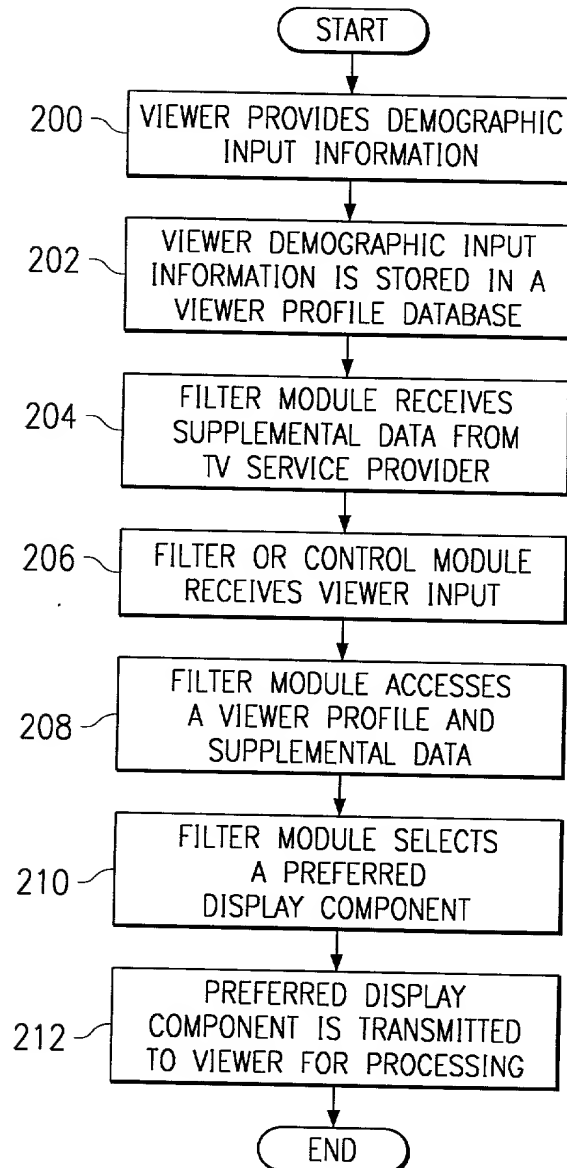 START
200
VIEWER PROVIDES DEMOGRAPHIC
INPUT INFORMATION
202
VIEWER DEMOGRAPHIC INPUT
INFORMATION IS STORED IN A
VIEWER PROFILE DATABASE
204
FILTER MODULE RECEIVES
SUPPLEMENTAL DATA FROM
TV SERVICE PROVIDER
206
FILTER OR CONTROL MODULE
RECEIVES VIEWER INPUT
208
FILTER MODULE ACCESSES
A VIEWER PROFILE AND
SUPPLEMENTAL DATA
210
FILTER MODULE SELECTS
A PREFERRED
DISPLAY COMPONENT
212
PREFERRED DISPLAY
COMPONENT IS TRANSMITTED
TO VIEWER FOR PROCESSING
END